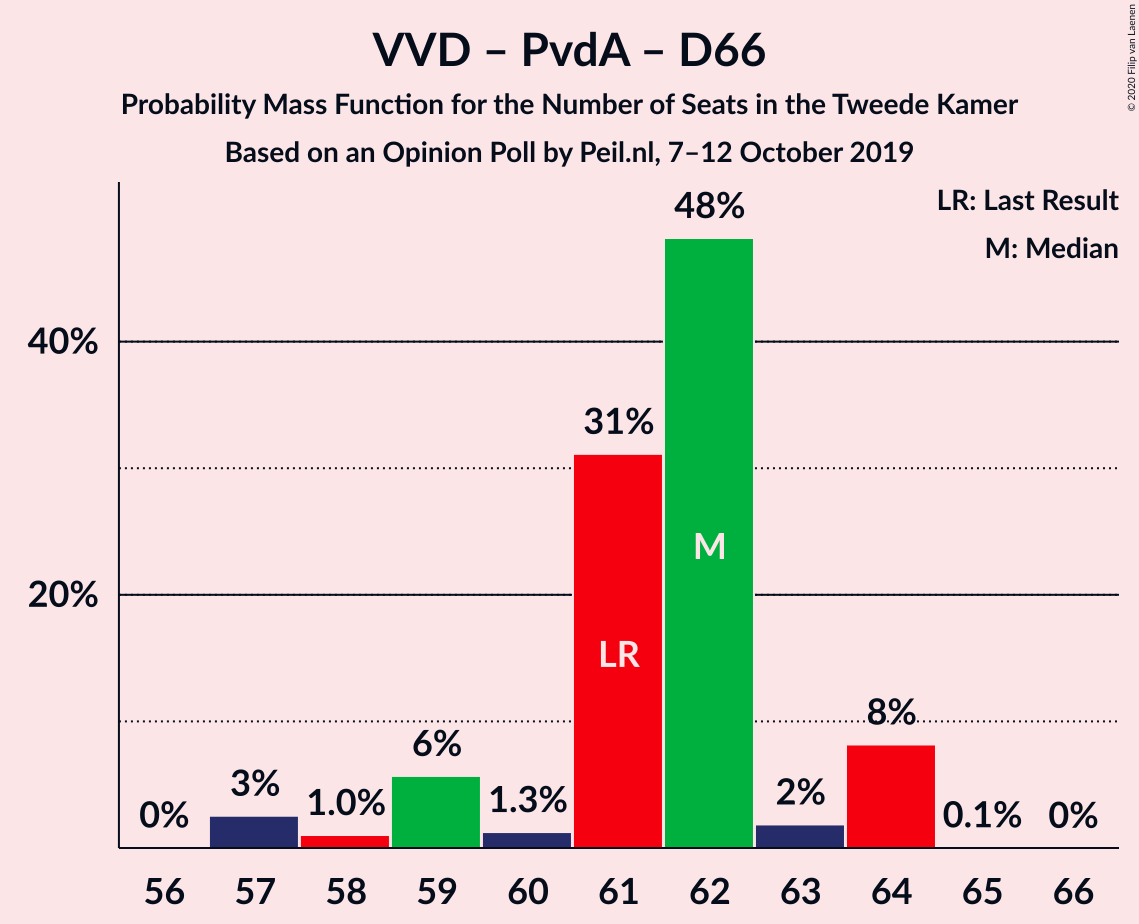 VVD – PvdA – D66
Probability Mass Function for the Number of Seats in the Tweede Kamer
Based on an Opinion Poll by Peil.nl, 7–12 October 2019
© 2020 Filip van Laenen
LR: Last Result
M: Median
48%
40%
31%
M
20%
LR
8%
6%
3%
2%
1.3%
1.0%
0%
0.1%
0%
56 57 58 59 60 61 62 63 64 65 66